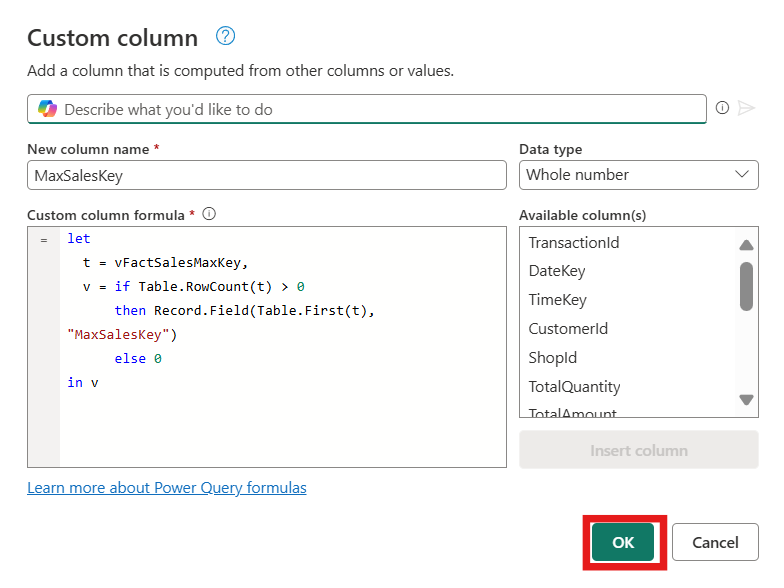 Custom column
Add a column that is computed from other columns or values.
Describe what you'd like to do
New column name *
MaxSalesKey
Data type
Whole number
Custom column formula *
= let
t = vFactSalesMaxKey,
v = if Table.RowCount(t) > 0
then Record.Field(Table.First(t),
"MaxSalesKey")
else 0
in v
Available column(s)
TransactionId
DateKey
TimeKey
CustomerId
ShopId
TotalQuantity
TotalAmount
Insert column
Learn more about Power Query formulas
OK
Cancel